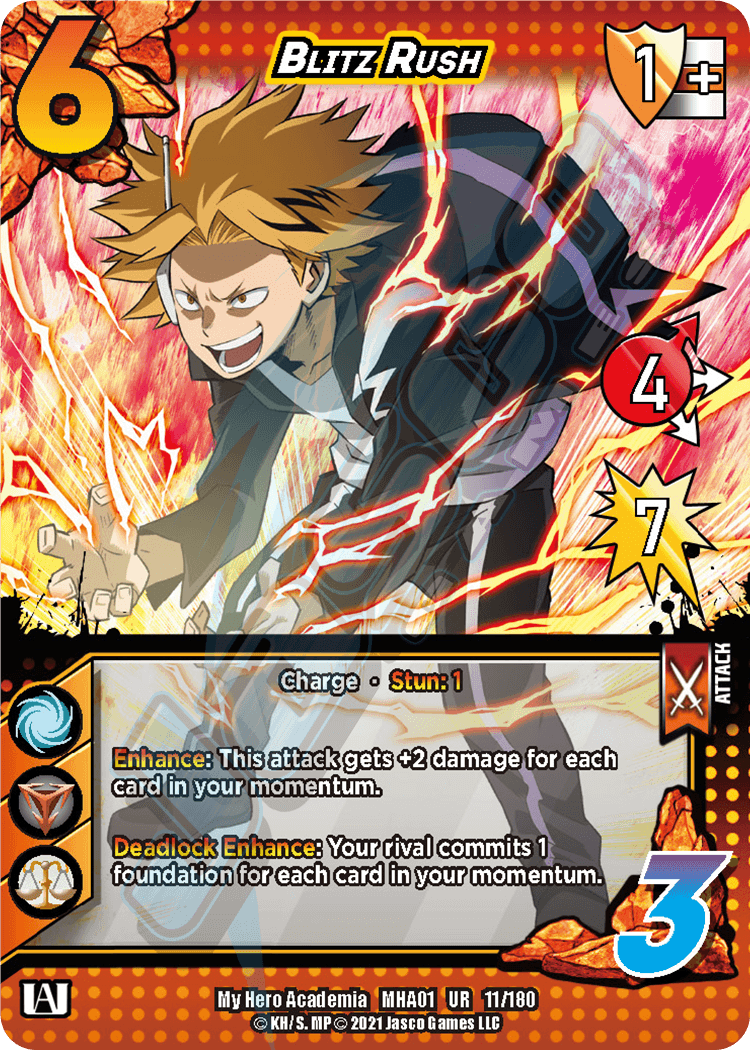 6
BLITZ RUSH
1 +
4
7
ATTACK
Charge • Stun: 1
Enhance: This attack gets +2 damage for each
card in your momentum.
Deadlock Enhance: Your rival commits 1
foundation for each card in your momentum.
3
My Hero Academia MHA01 UR 11/180
© KH/S. MP © 2021 Jasco Games LLC